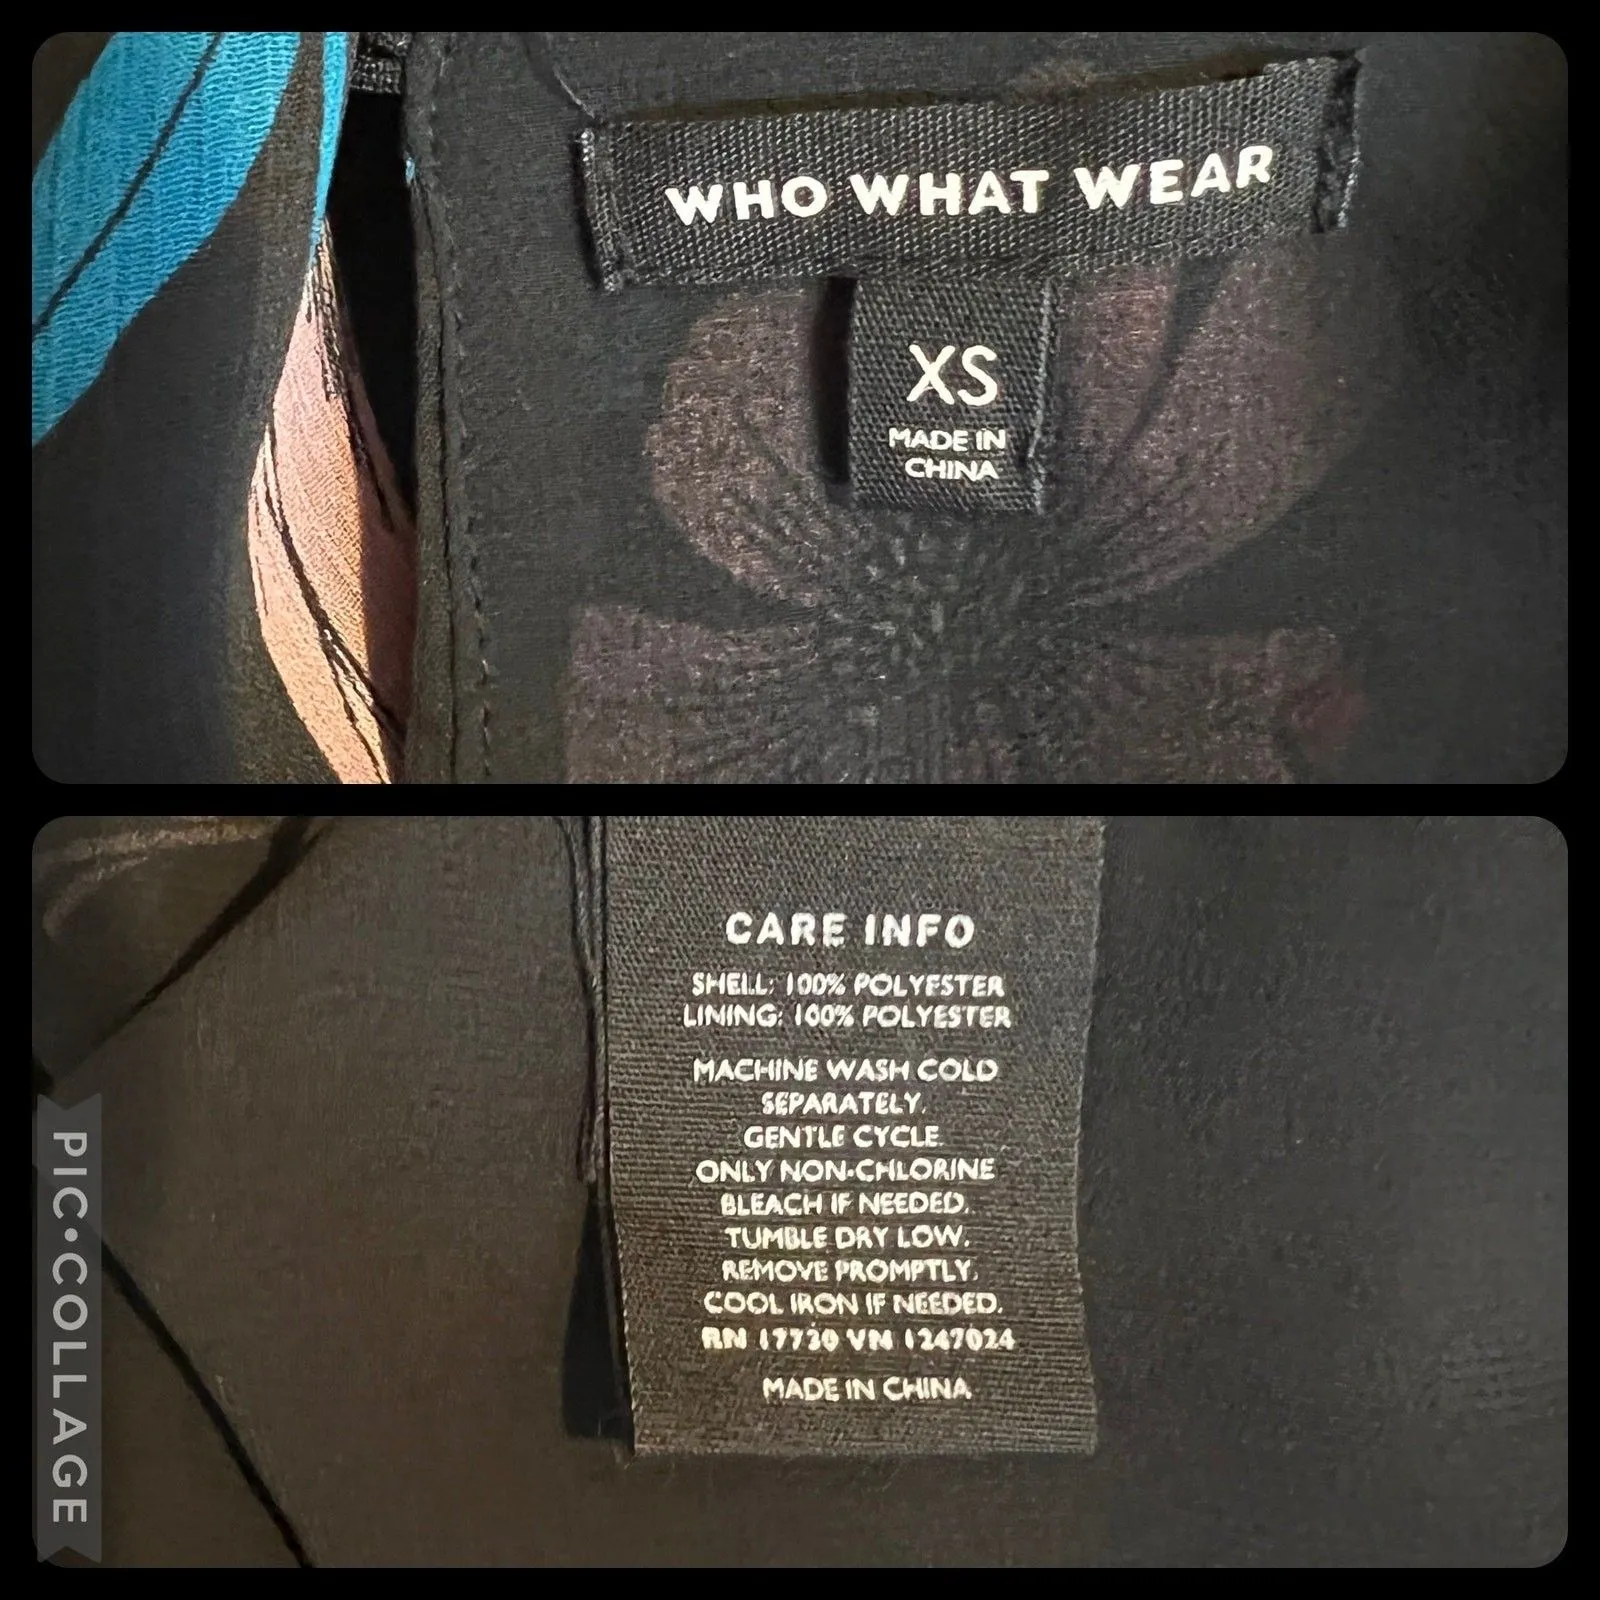 WHO WHAT WEAR
XS
MADE IN
CHINA
CARE INFO
SHELL: 100% POLYESTER
LINING: 100% POLYESTER
MACHINE WASH COLD
SEPARATELY.
GENTLE CYCLE.
ONLY NON-CHLORINE
BLEACH IF NEEDED.
TUMBLE DRY LOW.
REMOVE PROMPTLY.
COOL IRON IF NEEDED.
RN 17730 VN 1247024
MADE IN CHINA
PIC•COLLAGE